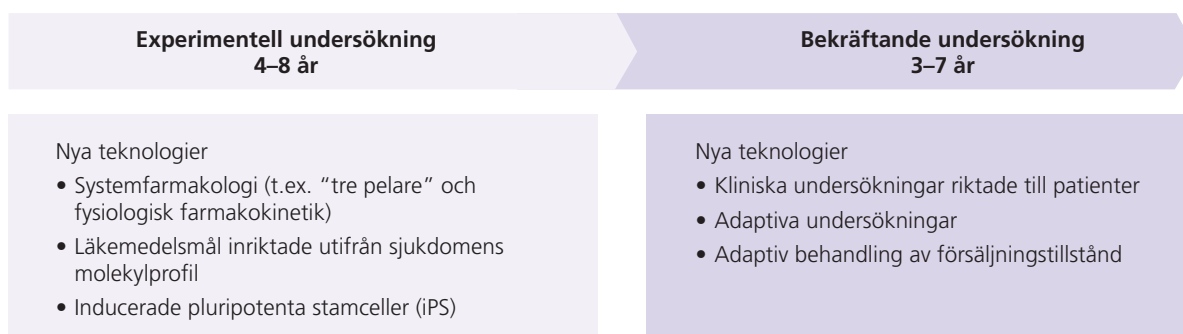 Experimentell undersökning
4–8 år
Bekräftande undersökning
3–7 år
Nya teknologier
• Systemfarmakologi (t.ex. “tre pelare” och
fysiologisk farmakokinetik)
• Läkemedelsmål inriktade utifrån sjukdomens
molekylprofil
• Inducerade pluripotenta stamceller (iPS)
Nya teknologier
• Kliniska undersökningar riktade till patienter
• Adaptiva undersökningar
• Adaptiv behandling av försäljningstillstånd